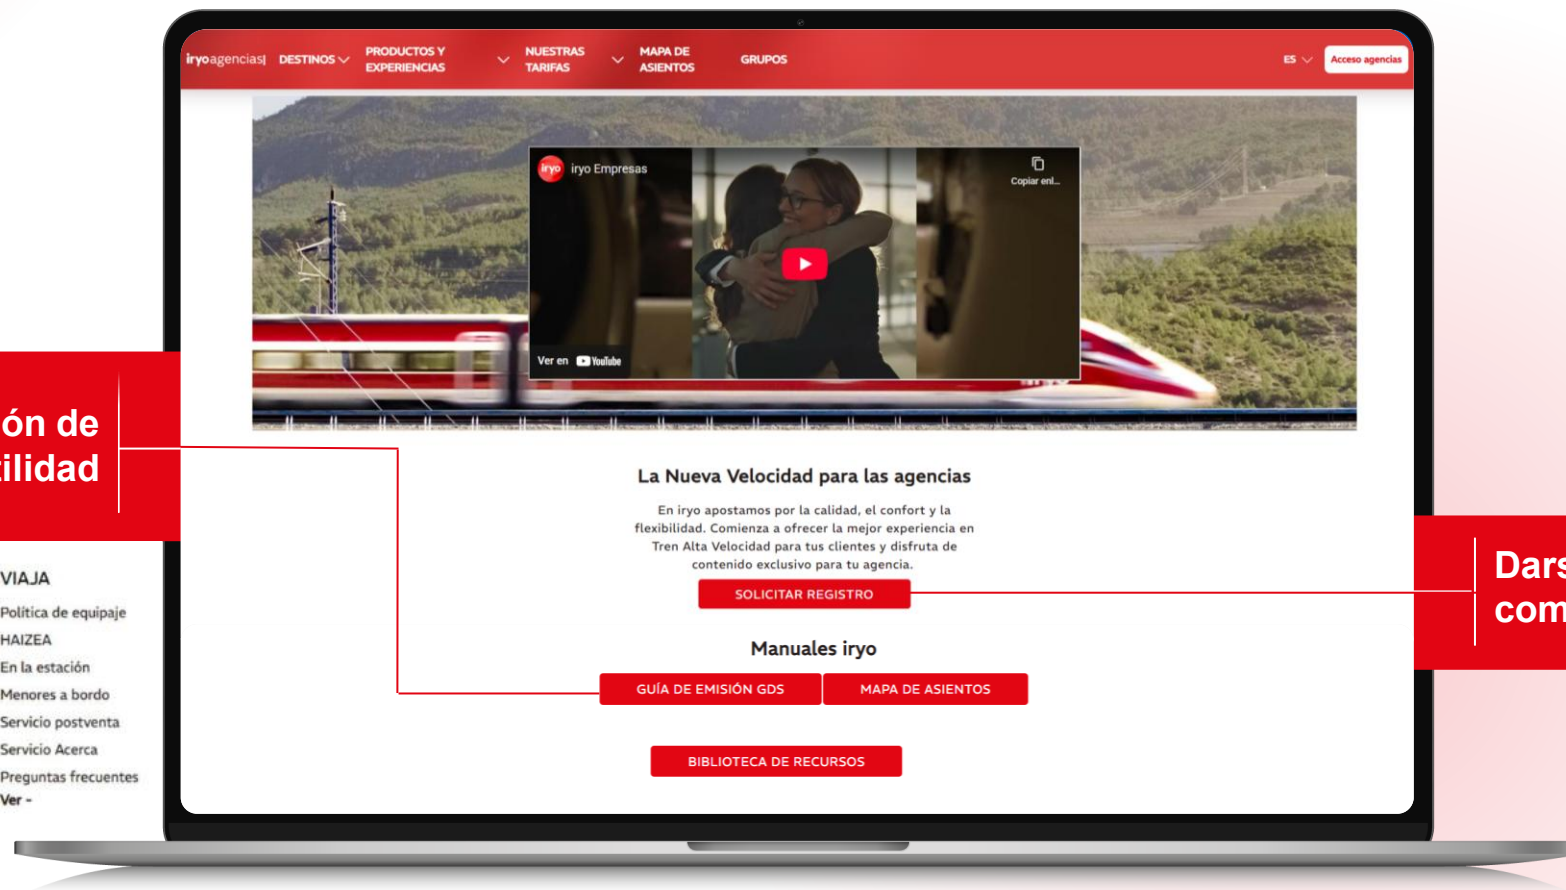 iryoagencias|
DESTINOS
PRODUCTOS Y
EXPERIENCIAS
NUESTRAS
TARIFAS
MAPA DE
ASIENTOS
GRUPOS
ES
Acceso agencias
iryo
iryo Empresas
Copiar enl...
Ver en YouTube
iryo
ón de
tilidad
La Nueva Velocidad para las agencias
En iryo apostamos por la calidad, el confort y la
flexibilidad. Comienza a ofrecer la mejor experiencia en
Tren Alta Velocidad para tus clientes y disfruta de
contenido exclusivo para tu agencia.
SOLICITAR REGISTRO
Dars
com
Manuales iryo
GUÍA DE EMISIÓN GDS
MAPA DE ASIENTOS
BIBLIOTECA DE RECURSOS
VIAJA
Política de equipaje
HAIZEA
En la estación
Menores a bordo
Servicio postventa
Servicio Acerca
Preguntas frecuentes
Ver -